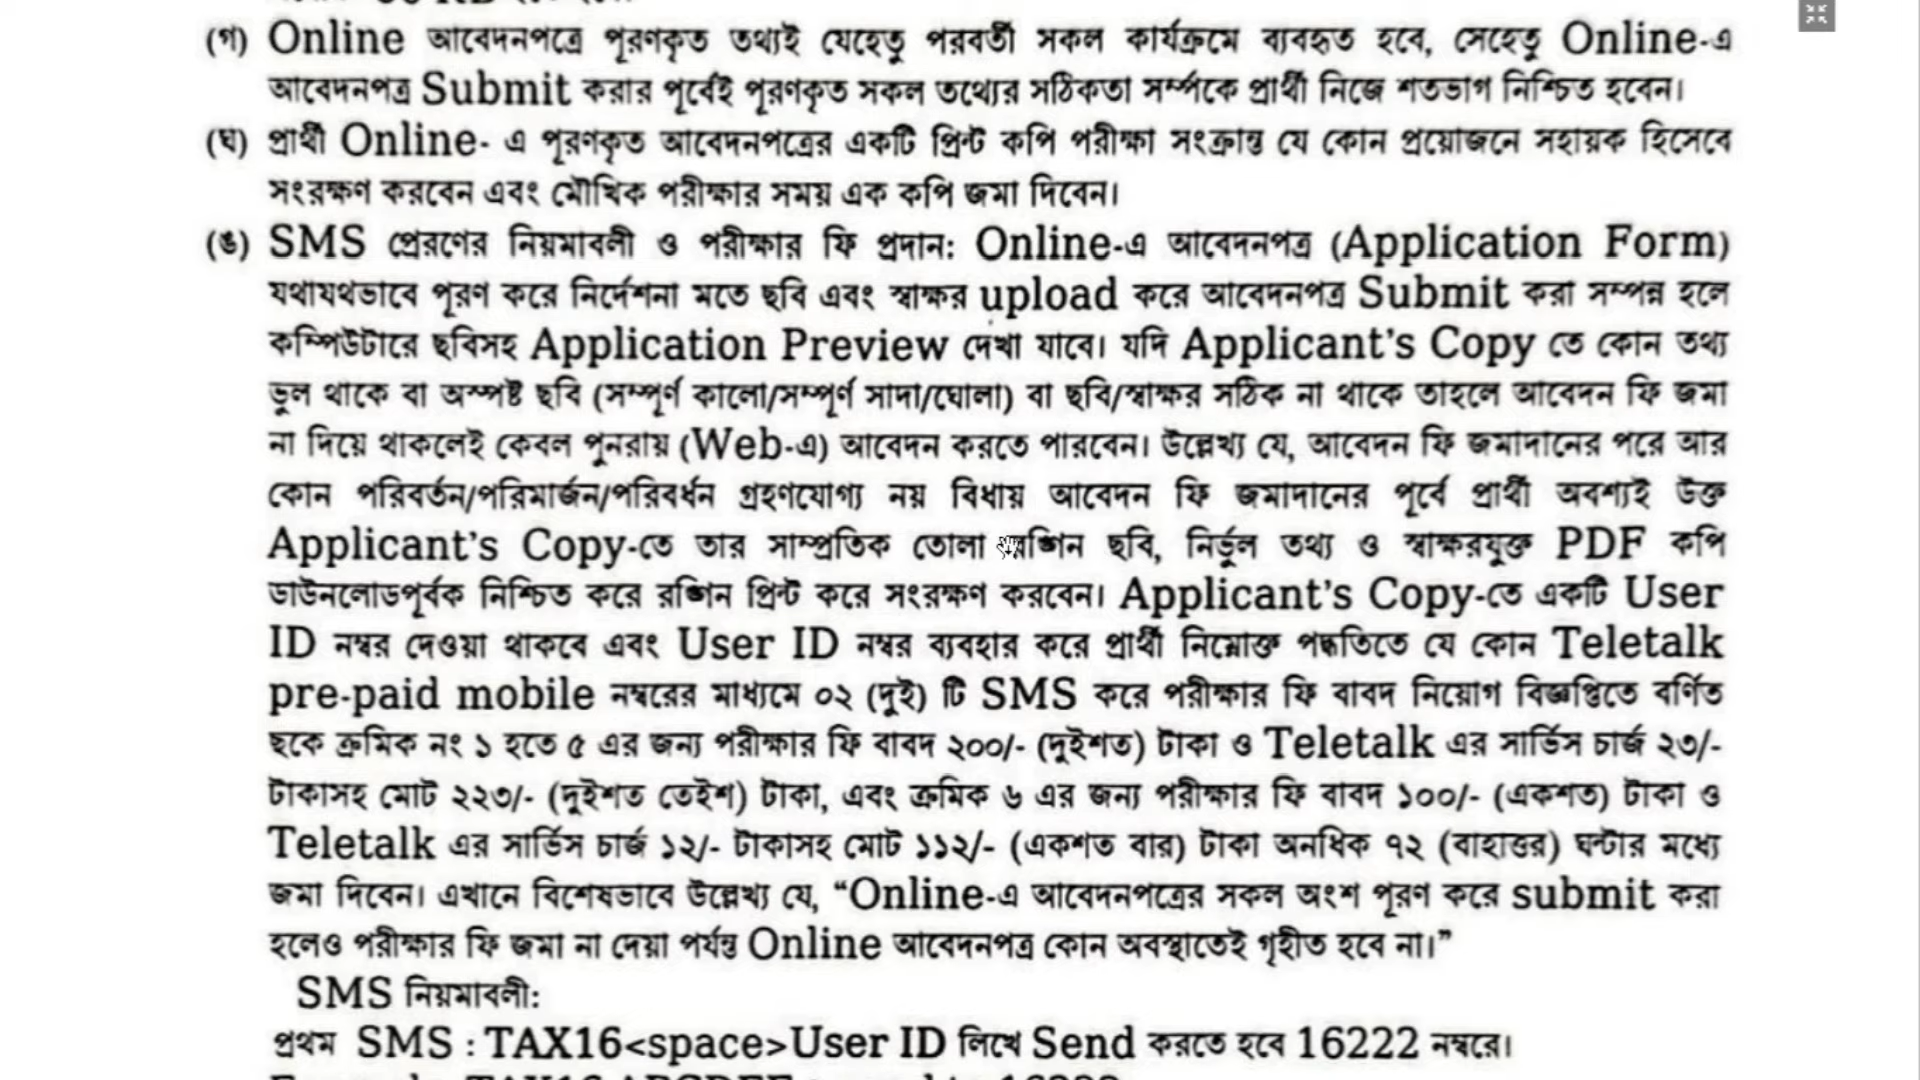 (গ) Online আবেদনপত্রে পূরণকৃত তথ্যই যেহেতু পরবর্তী সকল কার্যক্রমে ব্যবহৃত হবে, সেহেতু Online-এ
আবেদনপত্র Submit করার পূর্বেই পূরণকৃত সকল তথ্যের সঠিকতা সর্ম্পকে প্রার্থী নিজে শতভাগ নিশ্চিত হবেন।
(ঘ) প্রার্থী Online- এ পূরণকৃত আবেদনপত্রের একটি প্রিন্ট কপি পরীক্ষা সংক্রান্ত যে কোন প্রয়োজনে সহায়ক হিসেবে
সংরক্ষণ করবেন এবং মৌখিক পরীক্ষার সময় এক কপি জমা দিবেন।
(ঙ) SMS প্রেরণের নিয়মাবলী ও পরীক্ষার ফি প্রদান: Online-এ আবেদনপত্র (Application Form)
যথাযথভাবে পূরণ করে নির্দেশনা মতে ছবি এবং স্বাক্ষর upload করে আবেদনপত্র Submit করা সম্পন্ন হলে
কম্পিউটারে ছবিসহ Application Preview দেখা যাবে। যদি Applicant's Copy তে কোন তথ্য
ভুল থাকে বা অস্পষ্ট ছবি (সম্পূর্ণ কালো/সম্পূর্ণ সাদা/ঘোলা) বা ছবি/স্বাক্ষর সঠিক না থাকে তাহলে আবেদন ফি জমা
না দিয়ে থাকলেই কেবল পুনরায় (Web-এ) আবেদন করতে পারবেন। উল্লেখ্য যে, আবেদন ফি জমাদানের পরে আর
কোন পরিবর্তন/পরিমার্জন/পরিবর্ধন গ্রহণযোগ্য নয় বিধায় আবেদন ফি জমাদানের পূর্বে প্রার্থী অবশ্যই উক্ত
Applicant's Copy-তে তার সাম্প্রতিক তোলা রঙ্গিন ছবি, নির্ভুল তথ্য ও স্বাক্ষরযুক্ত PDF কপি
ডাউনলোডপূর্বক নিশ্চিত করে রঙ্গিন প্রিন্ট করে সংরক্ষণ করবেন। Applicant's Copy-তে একটি User
ID নম্বর দেওয়া থাকবে এবং User ID নম্বর ব্যবহার করে প্রার্থী নিম্নোক্ত পদ্ধতিতে যে কোন Teletalk
pre-paid mobile নম্বরের মাধ্যমে ০২ (দুই) টি SMS করে পরীক্ষার ফি বাবদ নিয়োগ বিজ্ঞপ্তিতে বর্ণিত
ছকে ক্রমিক নং ১ হতে ৫ এর জন্য পরীক্ষার ফি বাবদ ২০০/- (দুইশত) টাকা ও Teletalk এর সার্ভিস চার্জ ২৩/-
টাকাসহ মোট ২২৩/- (দুইশত তেইশ) টাকা, এবং ক্রমিক ৬ এর জন্য পরীক্ষার ফি বাবদ ১০০/- (একশত) টাকা ও
Teletalk এর সার্ভিস চার্জ ১২/- টাকাসহ মোট ১১২/- (একশত বার) টাকা অনধিক ৭২ (বাহাত্তর) ঘন্টার মধ্যে
জমা দিবেন। এখানে বিশেষভাবে উল্লেখ্য যে, “Online-এ আবেদনপত্রের সকল অংশ পূরণ করে submit করা
হলেও পরীক্ষার ফি জমা না দেয়া পর্যন্ত Online আবেদনপত্র কোন অবস্থাতেই গৃহীত হবে না।”
SMS নিয়মাবলী:
প্রথম SMS : TAX16<space>User ID লিখে Send করতে হবে 16222 নম্বরে।